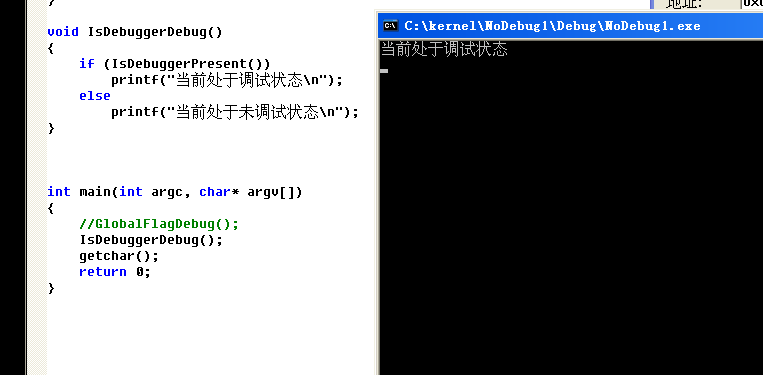 }
地址:
void IsDebuggerDebug()
{
    if (IsDebuggerPresent())
        printf("当前处于调试状态\n");
    else
        printf("当前处于未调试状态\n");
}
int main(int argc, char* argv[])
{
    //GlobalFlagDebug();
    IsDebuggerDebug();
    getchar();
    return 0;
}
C:\kernel\NoDebug1\Debug\NoDebug1.exe
当前处于调试状态